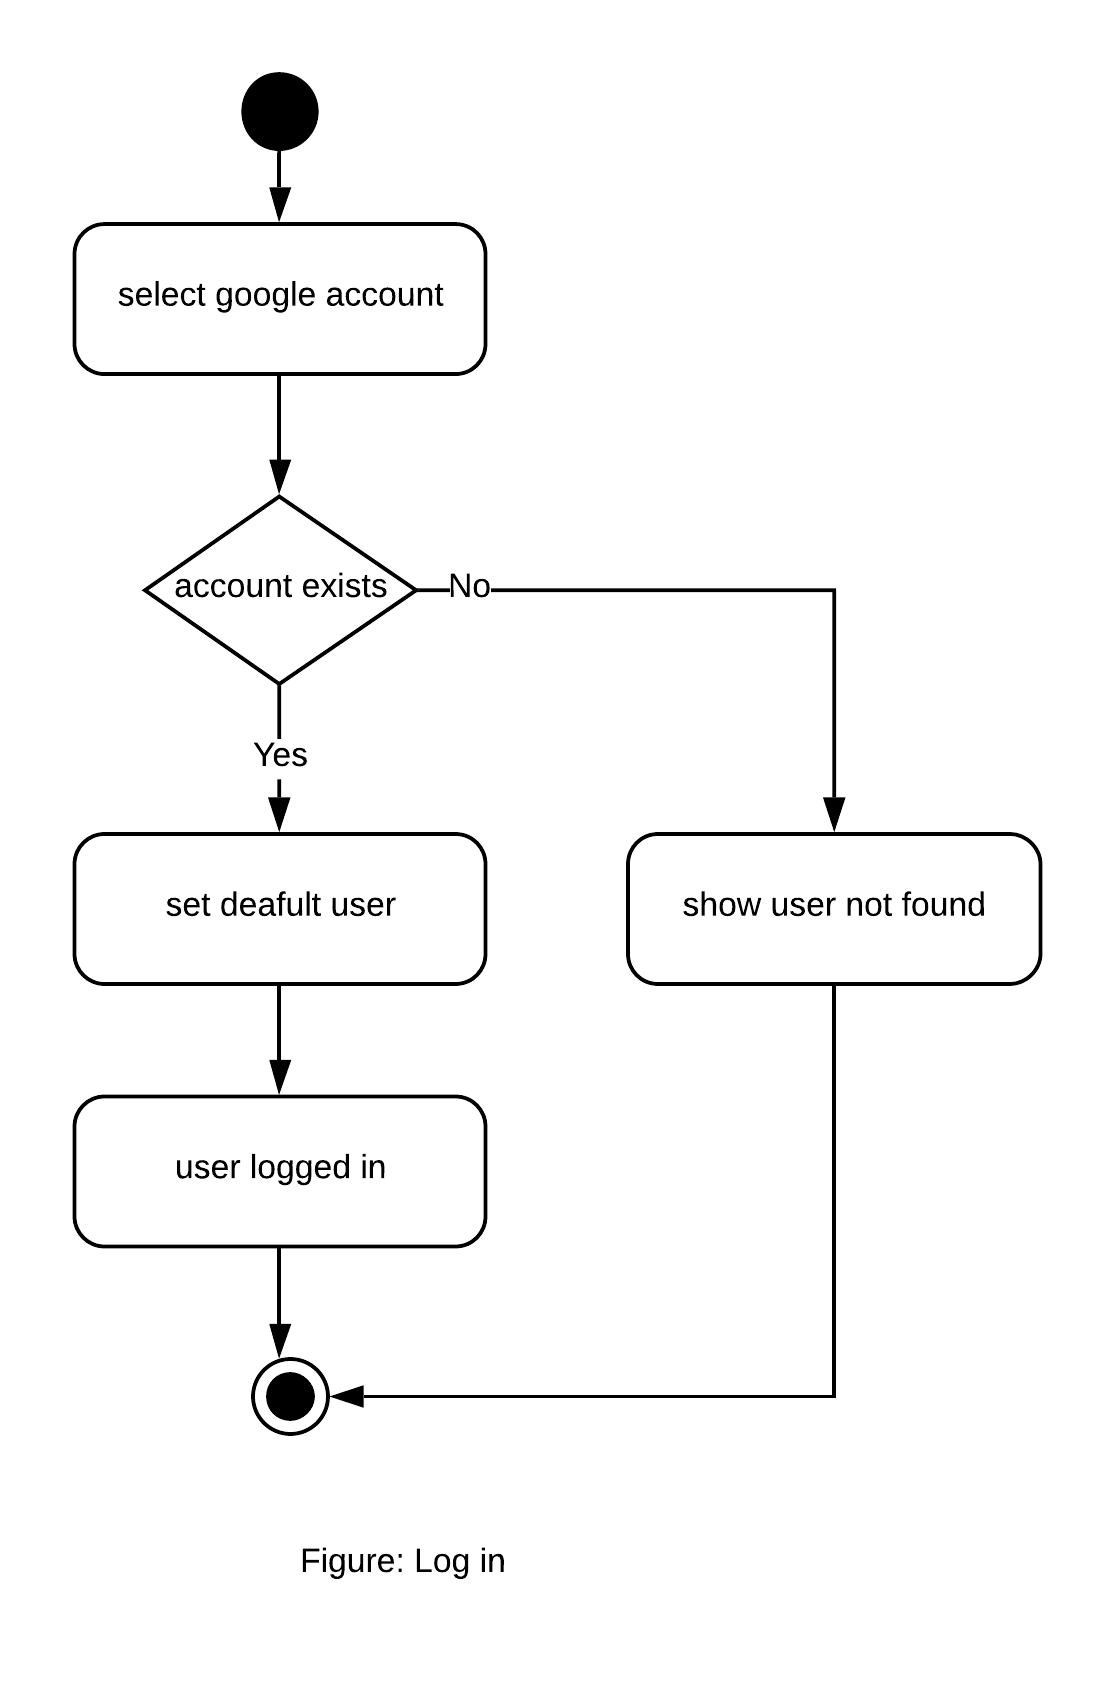 select google account
account exists
No
Yes
set deafult user
show user not found
user logged in
Figure: Log in